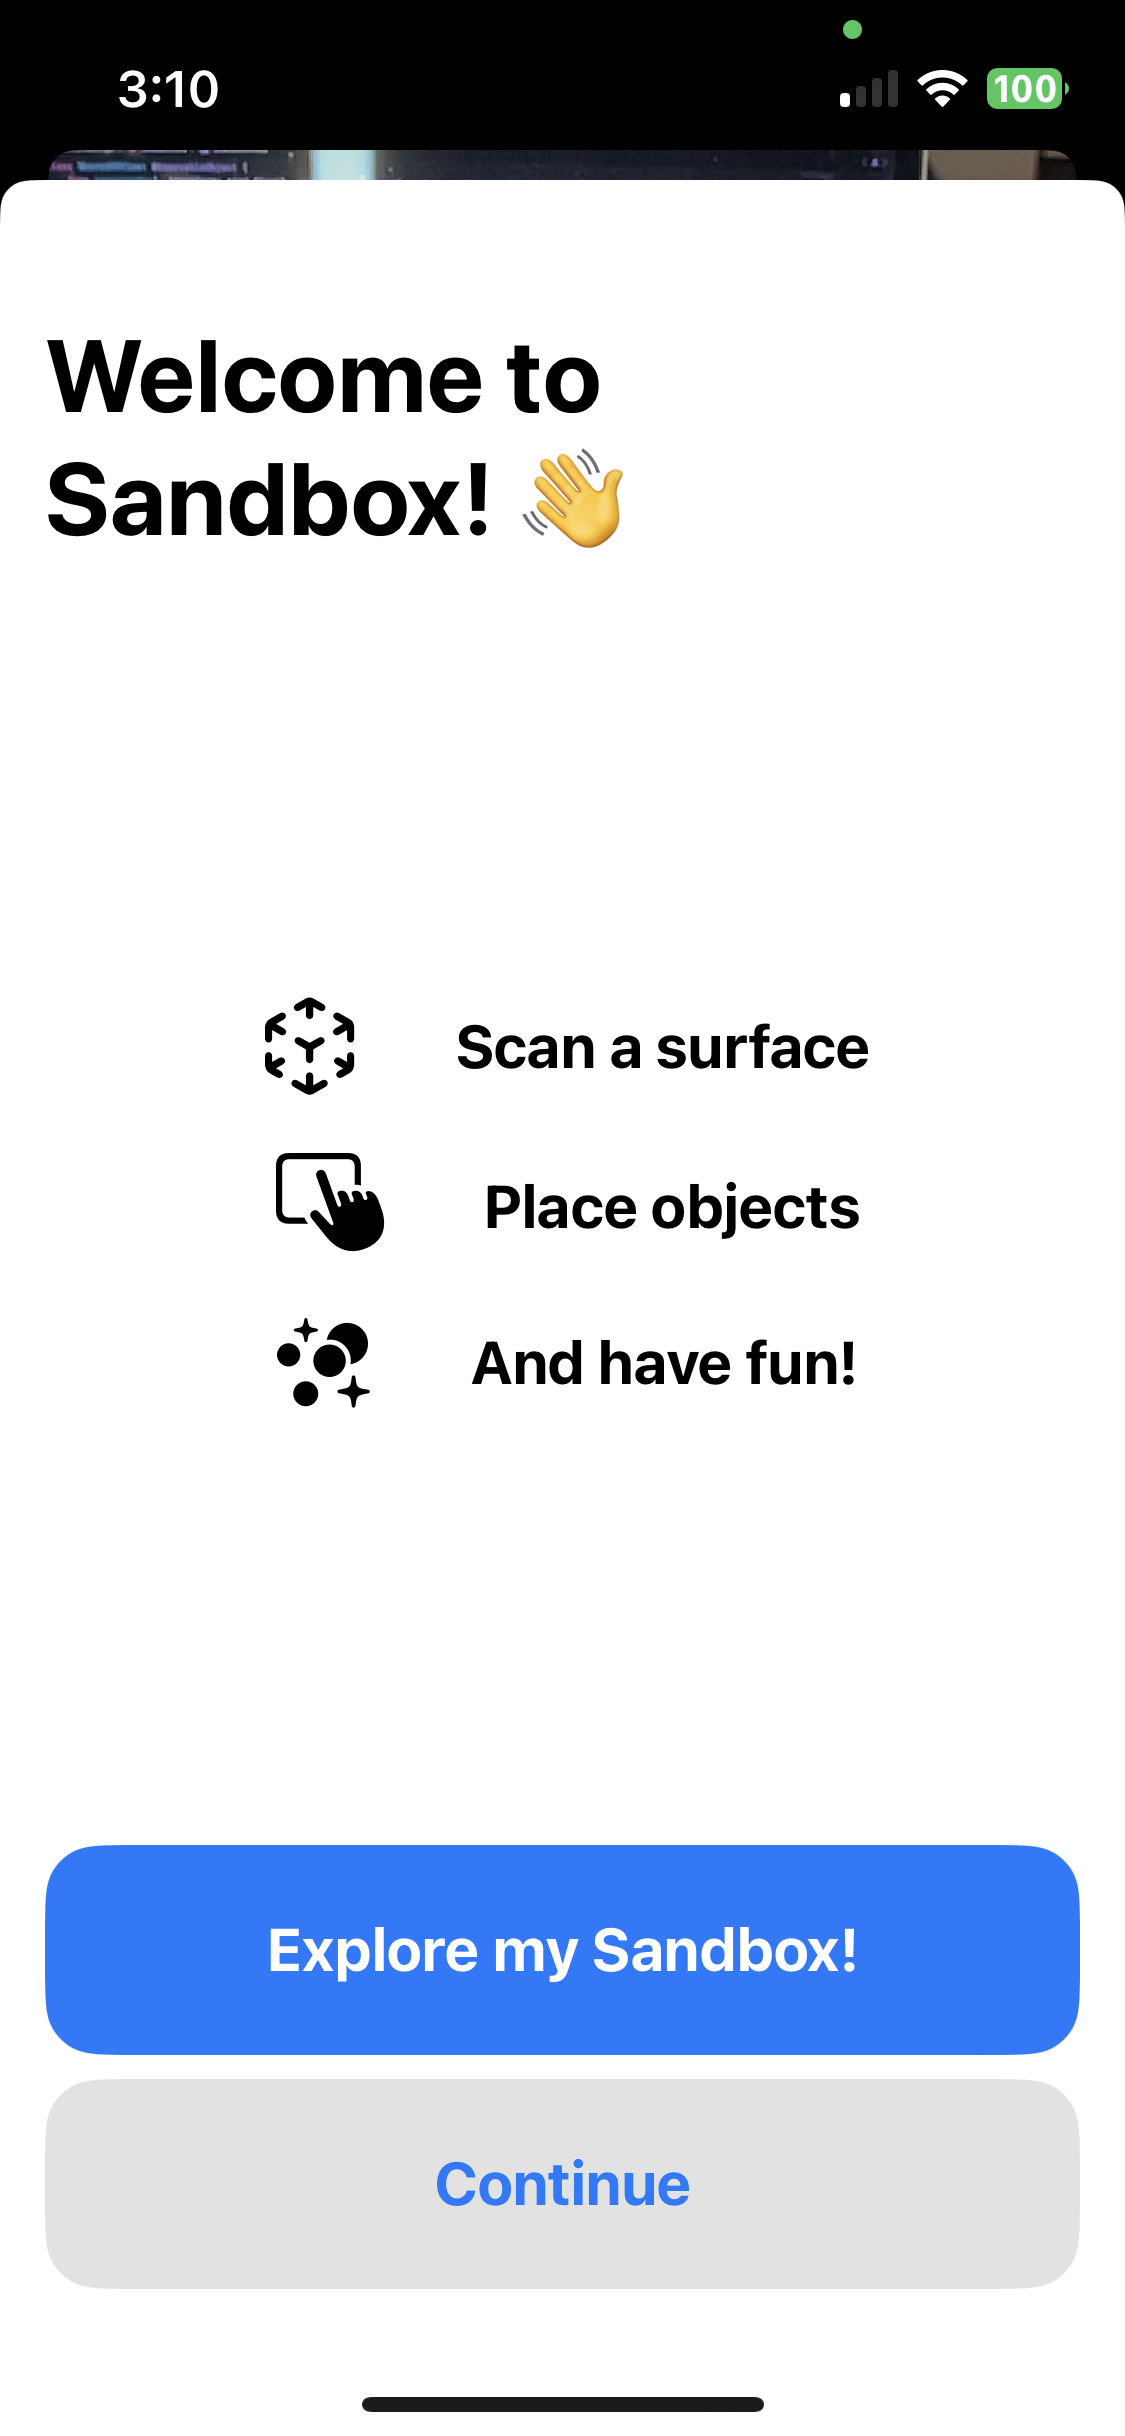 3:10
100
Welcome to
Sandbox! 👋
Scan a surface
Place objects
And have fun!
Explore my Sandbox!
Continue